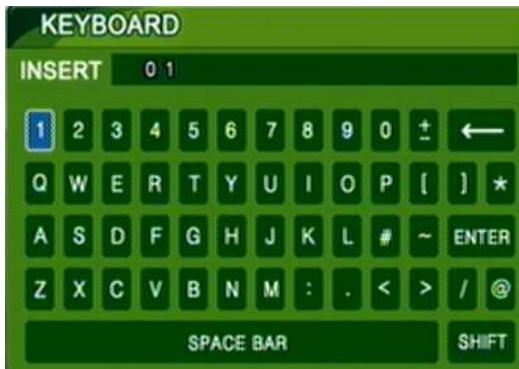 KEYBOARD
INSERT 0 1
1 2 3 4 5 6 7 8 9 0 ± ←
Q W E R T Y U I O P [ ] *
A S D F G H J K L # ~ ENTER
Z X C V B N M : . < > / @
SPACE BAR SHIFT